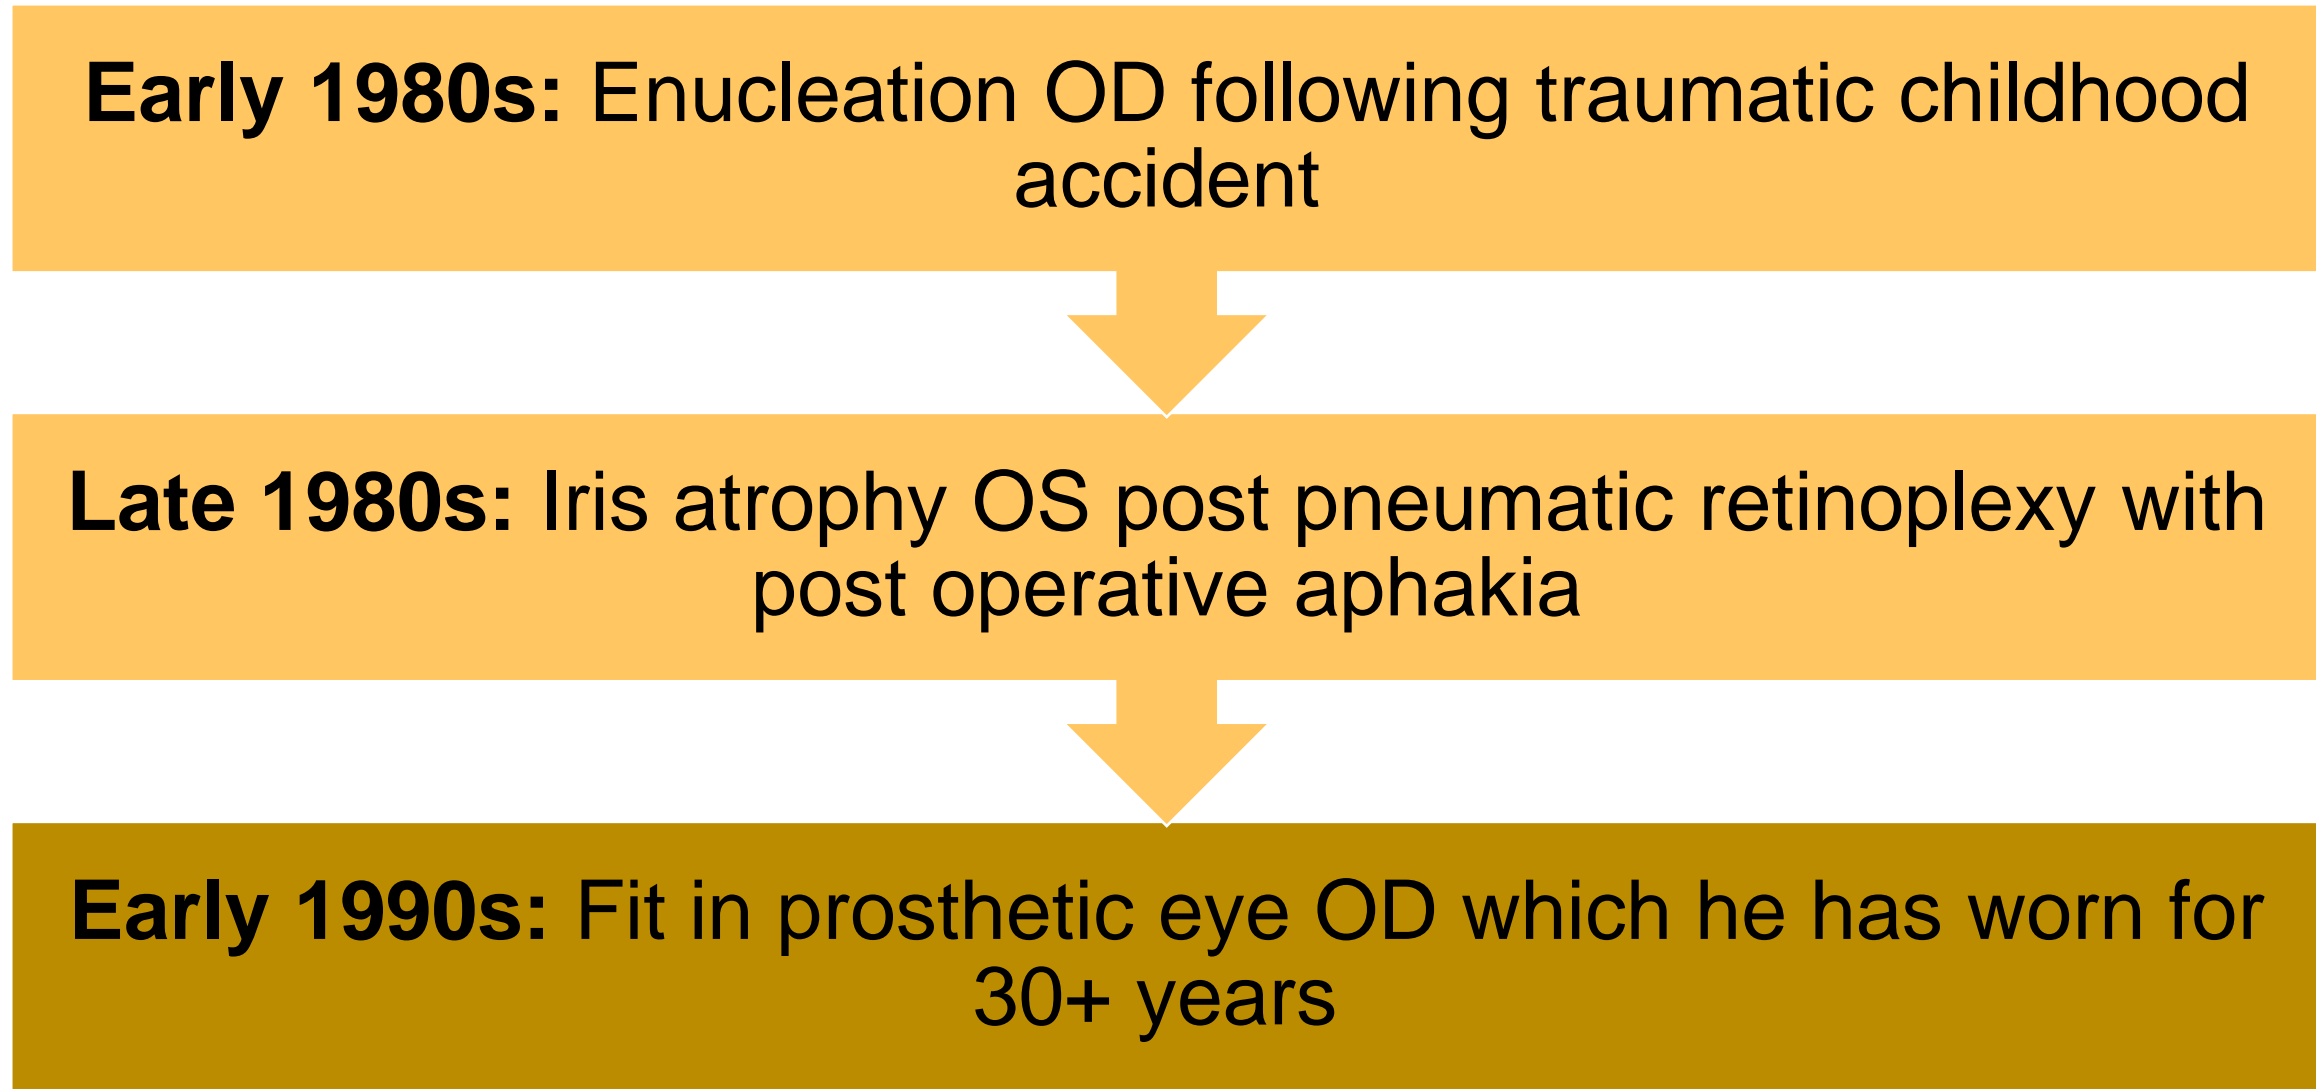 Early 1980s: Enucleation OD following traumatic childhood
accident
Late 1980s: Iris atrophy OS post pneumatic retinoplexy with
post operative aphakia
Early 1990s: Fit in prosthetic eye OD which he has worn for
30+ years